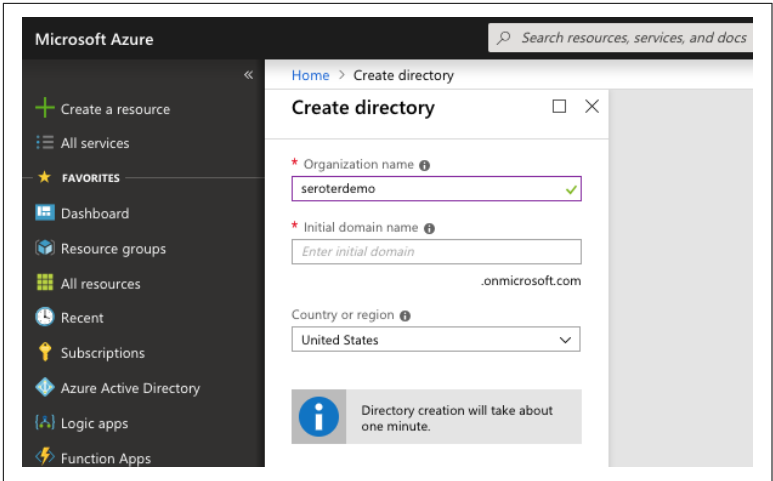 Microsoft Azure
Search resources, services, and docs
«
Home > Create directory
Create directory
Create a resource
All services
FAVORITES
Dashboard
Resource groups
All resources
Recent
Subscriptions
Azure Active Directory
Logic apps
Function Apps
* Organization name
seroterdemo
* Initial domain name
Enter initial domain
.onmicrosoft.com
Country or region
United States
Directory creation will take about
one minute.